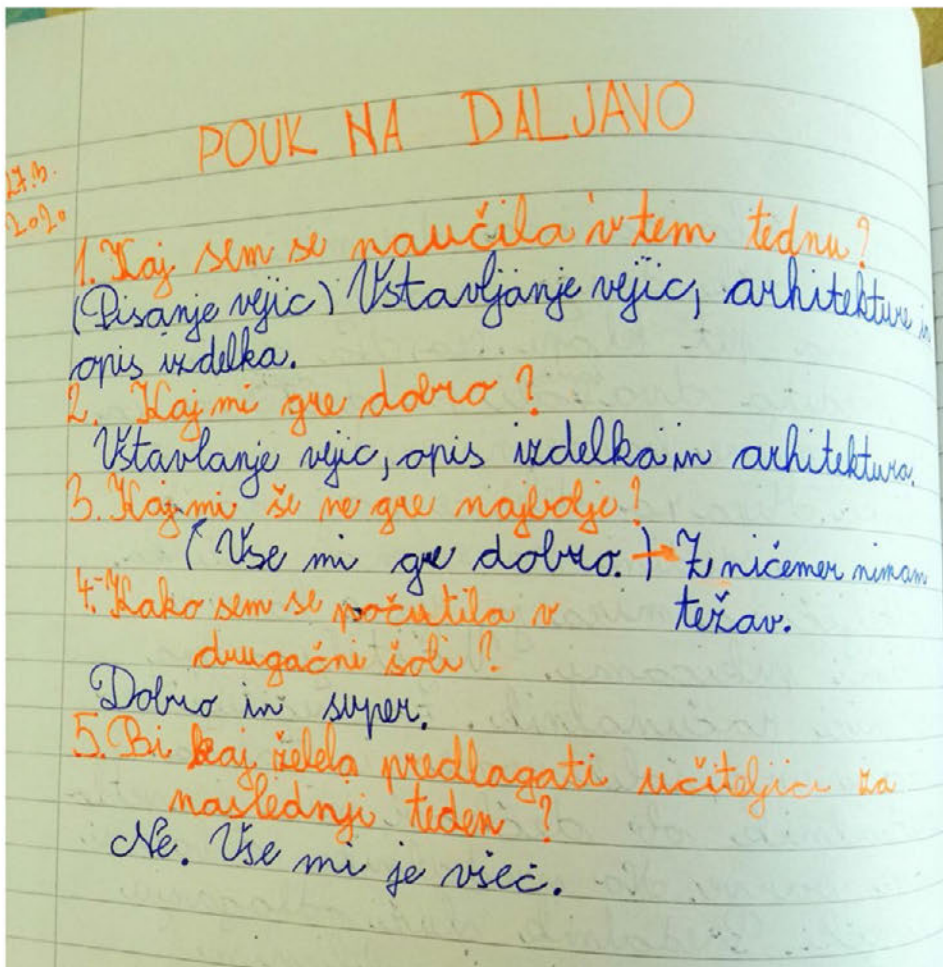 POUK NA DALJAVO
27.3.
2020
1. Kaj sem se naučila v tem tednu?
(Pisanje vejic) Vstavljanje vejic, arhitekture in
opis izdelka.
2. Kaj mi gre dobro?
Vstavlanje vejic, opis izdelka in arhitektura.
3. Kaj mi še ne gre najbolje?
(Vse mi gre dobro.) → Z ničemer nimam
težav.
4. Kako sem se počutila v
drugačni šoli?
Dobro in super.
5. Bi kaj želela predlagati učiteljici za
naslednji teden?
Ne. Vse mi je všeč.